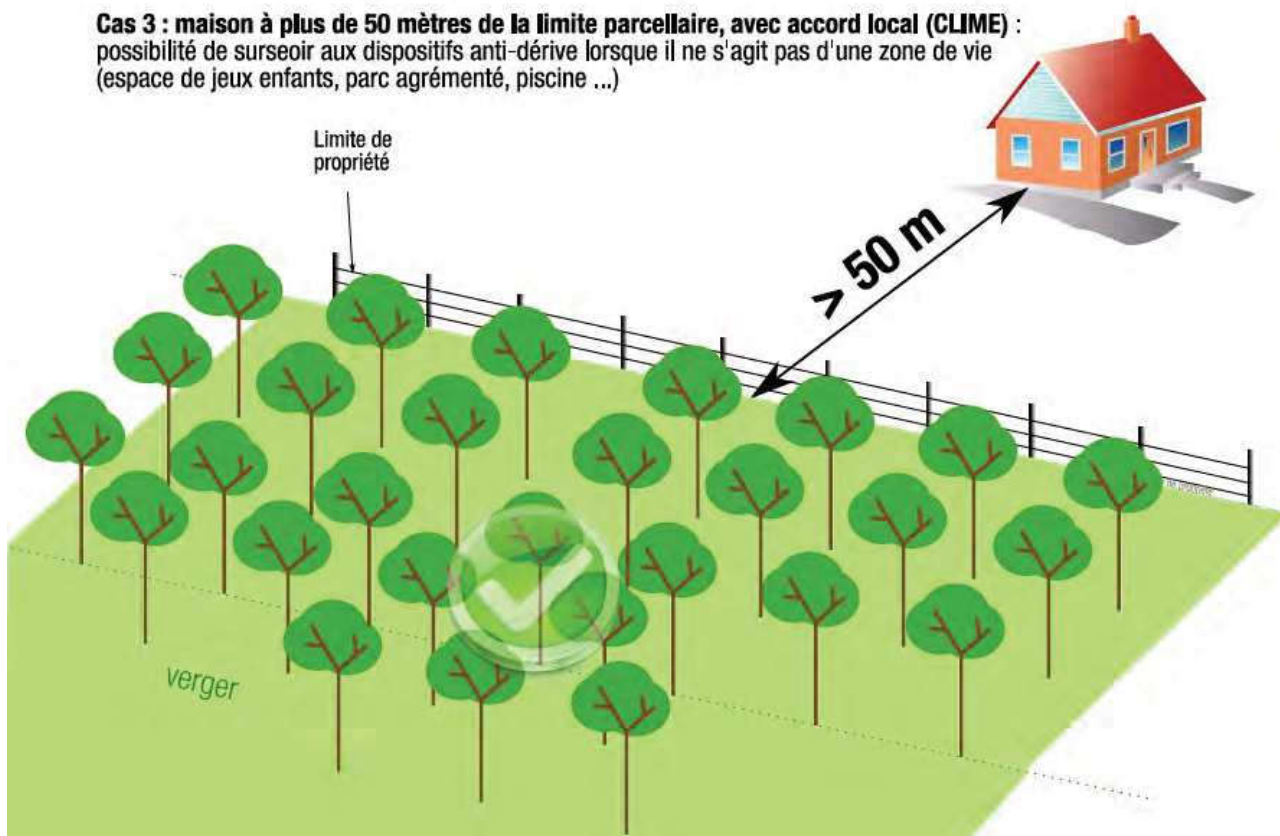 Cas 3 : maison à plus de 50 mètres de la limite parcellaire, avec accord local (CLIME) :
possibilité de surseoir aux dispositifs anti-dérive lorsque il ne s'agit pas d'une zone de vie
(espace de jeux enfants, parc agrémenté, piscine ...)
Limite de
propriété
> 50 m
de propriété
verger